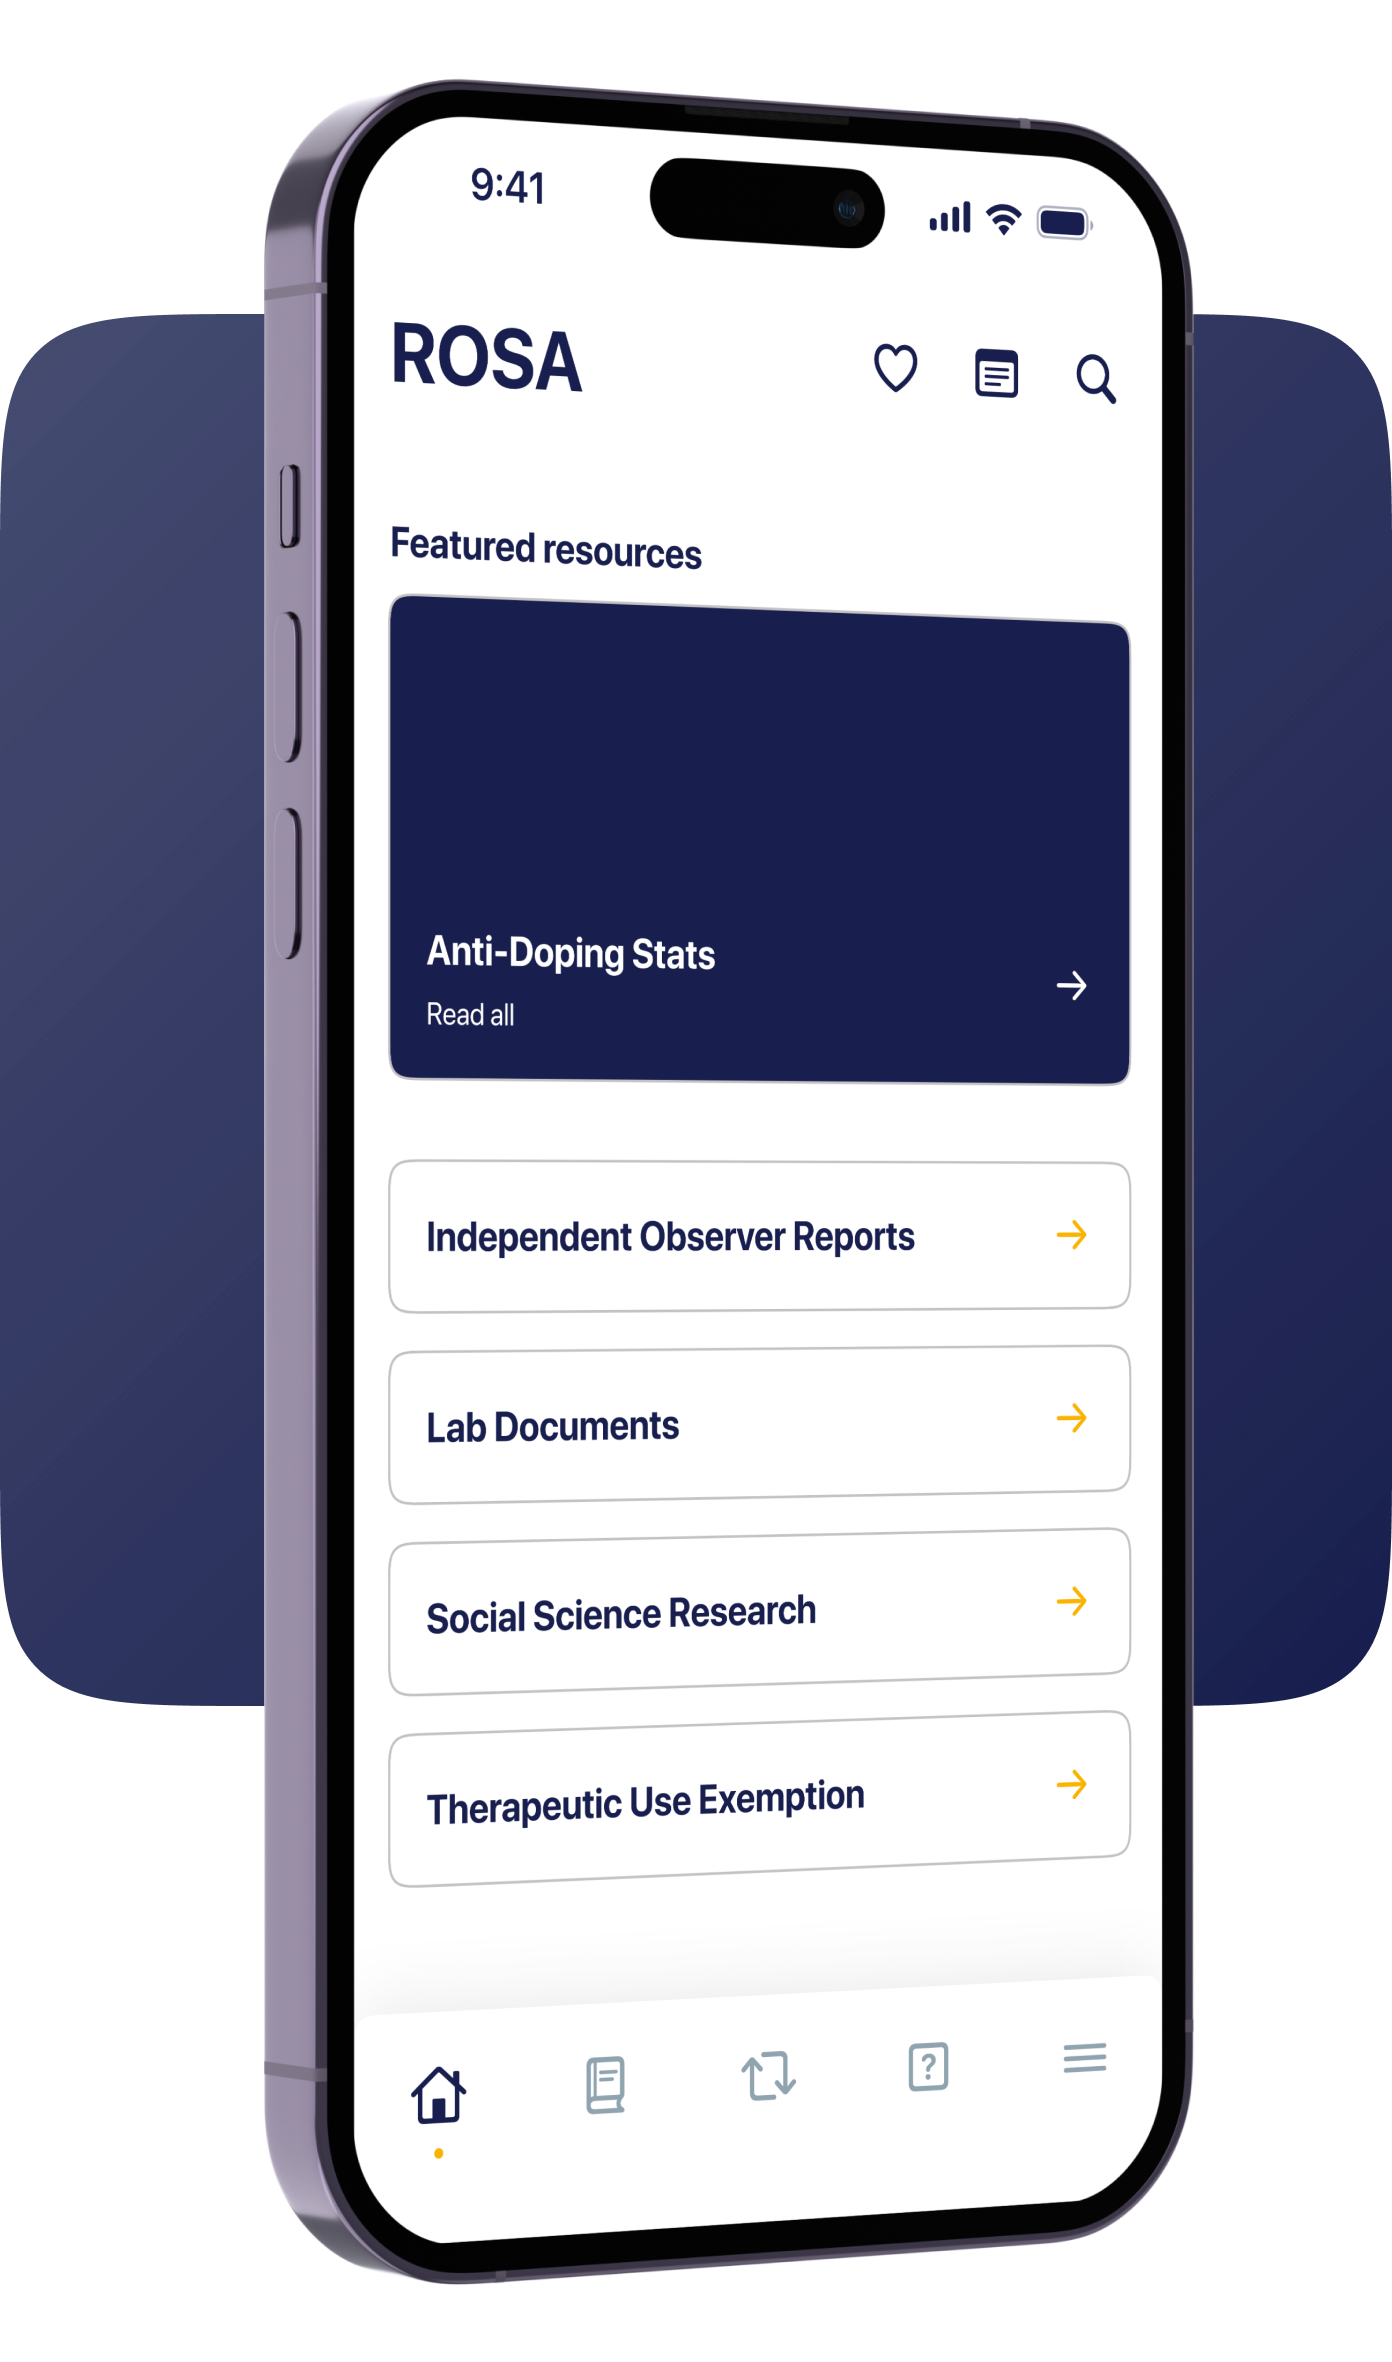 9:41
ROSA
Featured resources
Anti-Doping Stats
Read all
Independent Observer Reports
Lab Documents
Social Science Research
Therapeutic Use Exemption
?